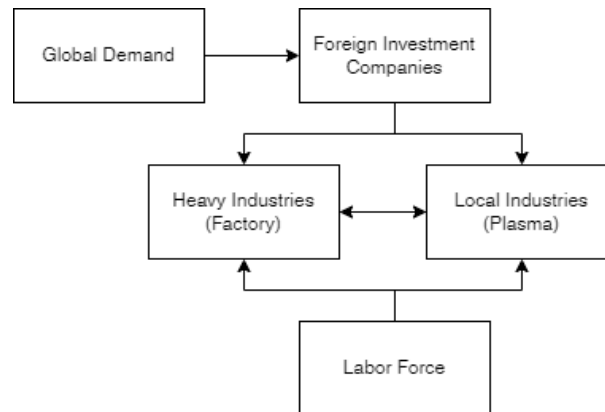 Global Demand
Foreign Investment
Companies
Heavy Industries
(Factory)
Local Industries
(Plasma)
Labor Force